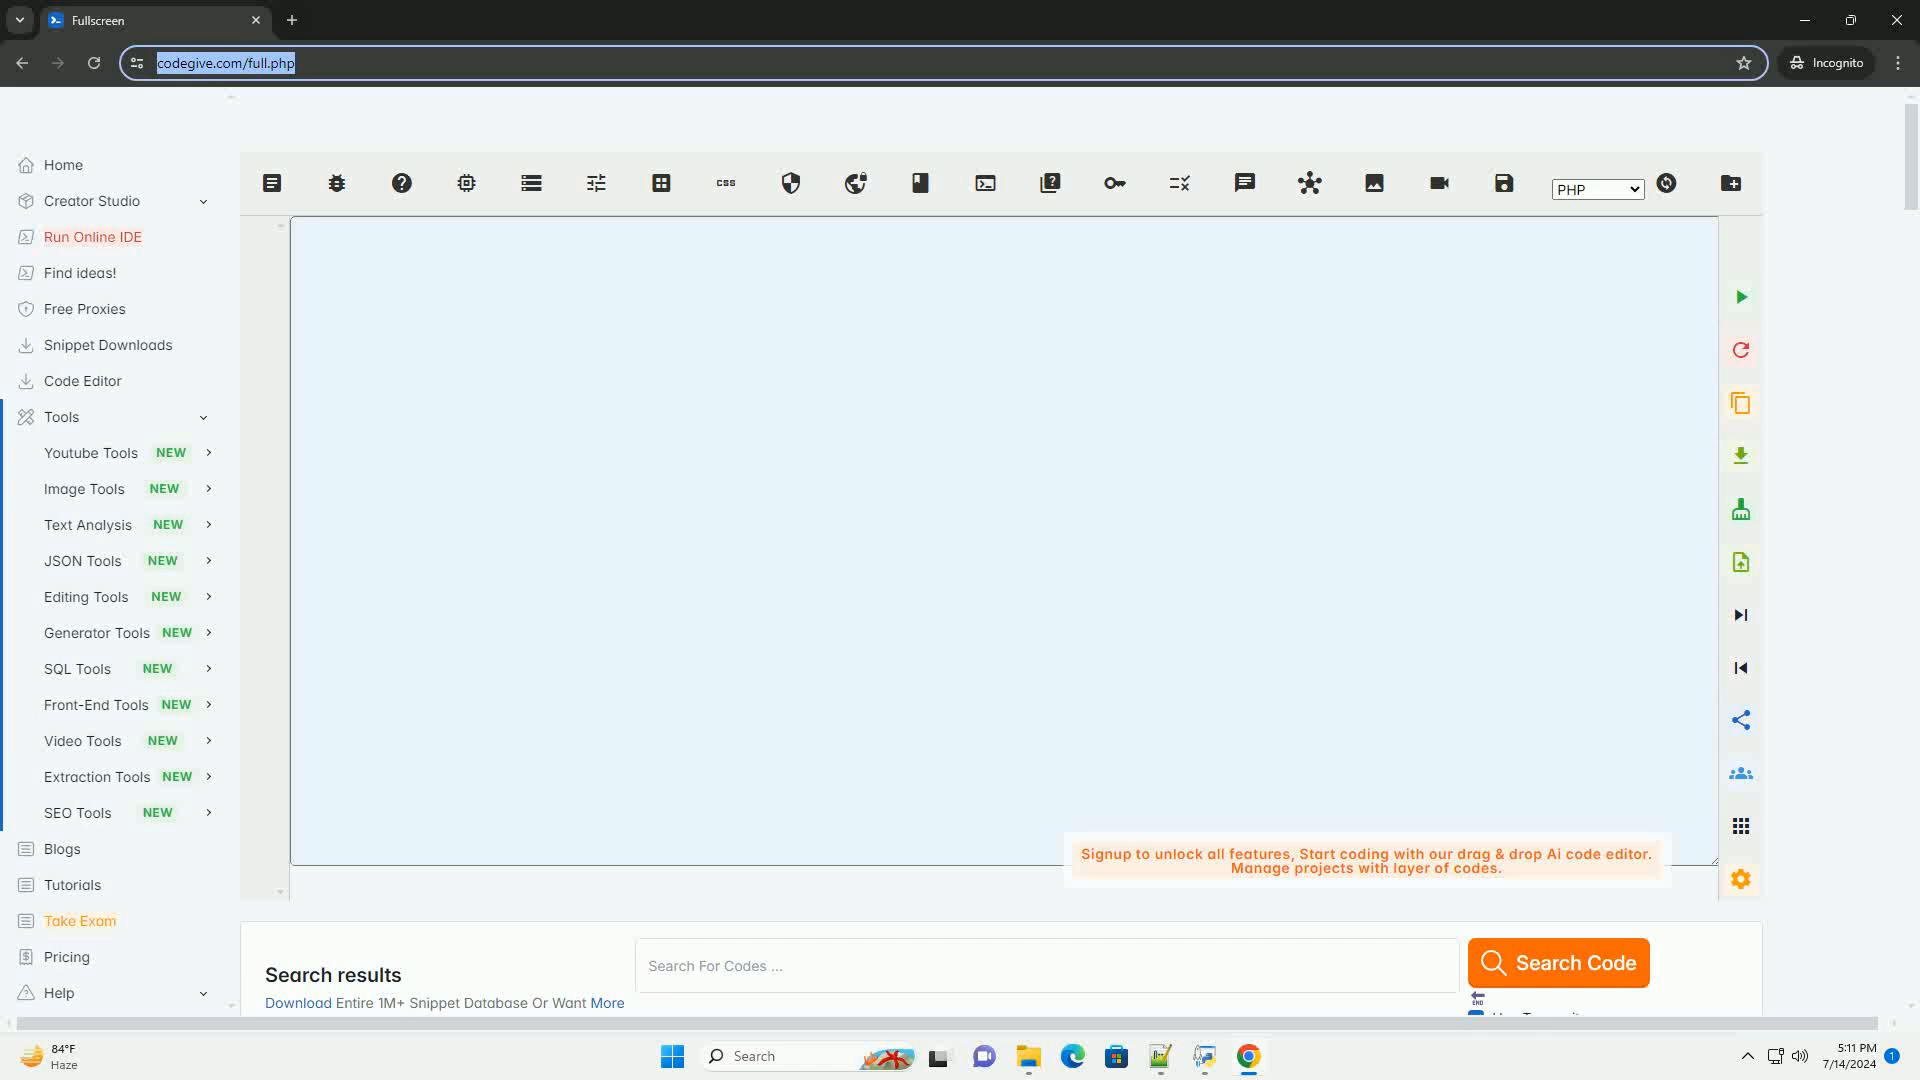 Fullscreen
codegive.com/full.php
Incognito
Home
Creator Studio
Run Online IDE
Find ideas!
Free Proxies
Snippet Downloads
Code Editor
Tools
Youtube Tools NEW
Image Tools NEW
Text Analysis NEW
JSON Tools NEW
Editing Tools NEW
Generator Tools NEW
SQL Tools NEW
Front-End Tools NEW
Video Tools NEW
Extraction Tools NEW
SEO Tools NEW
Blogs
Tutorials
Take Exam
Pricing
Help
CSS
PHP
Signup to unlock all features, Start coding with our drag & drop Ai code editor.
Manage projects with layer of codes.
Search results
Download Entire 1M+ Snippet Database Or Want More
Search For Codes ...
Search Code
END
84°F
Haze
Search
5:11 PM
7/14/2024
1